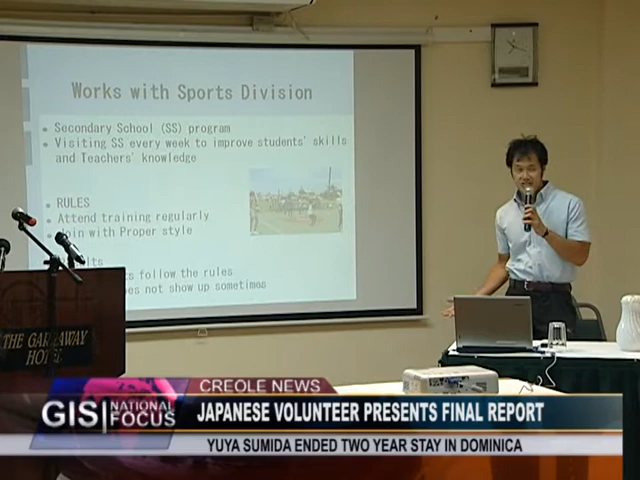 Works with Sports Division
• Secondary School (SS) program
• Visiting SS every week to improve students' skills
and Teachers' knowledge
• RULES
• Attend training regularly
join with Proper style
follow the rules
not show up sometimes
THE GARRAWAY
HOTEL
CREOLE NEWS
GIS NATIONAL
FOCUS
JAPANESE VOLUNTEER PRESENTS FINAL REPORT
YUYA SUMIDA ENDED TWO YEAR STAY IN DOMINICA